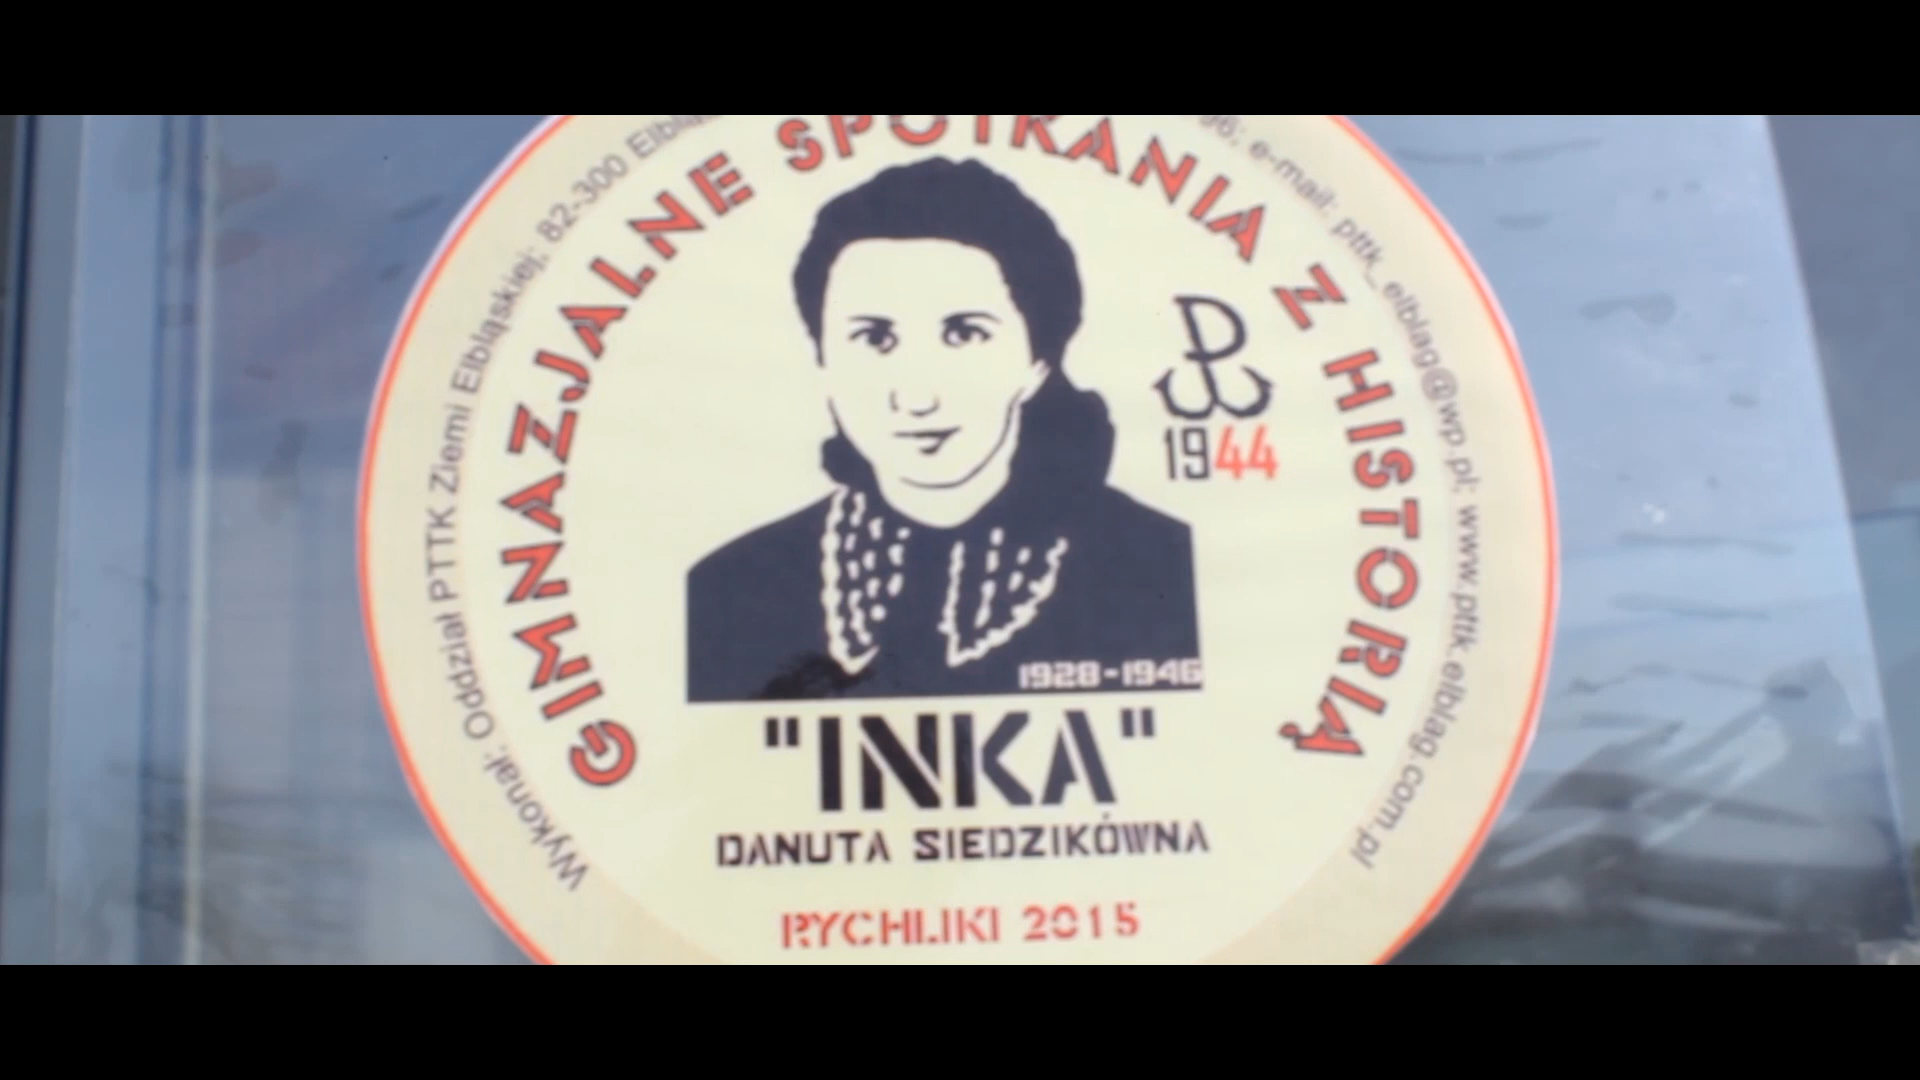 Wykonał: Oddział PTTK Ziemi Elbląskiej; 82-300
e-mail: pttk_elblag@wp.pl; www.pttk.elblag.com.pl
GIMNAZJALNE SPOTKANIA Z HISTORIĄ
1944
1928-1946
"INKA"
DANUTA SIEDZIKÓWNA
RYCHLIKI 2015